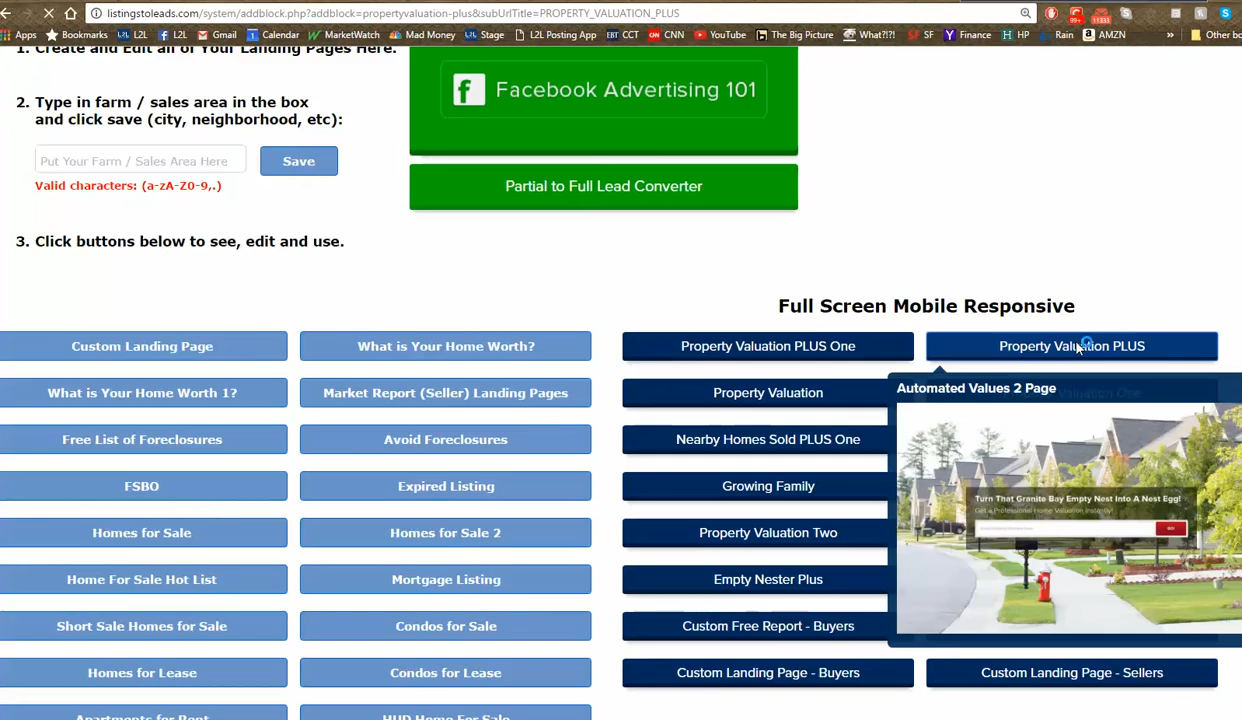 listingstoleads.com/system/addblock.php?addblock=propertyvaluation-plus&subUrlTitle=PROPERTY_VALUATION_PLUS
99+
11333
Apps Bookmarks L2L L2L Gmail Calendar MarketWatch Mad Money Stage L2L Posting App CCT CNN YouTube The Big Picture What?!?! SF Finance HP Rain AMZN » Other bo
1. Create and Edit all of Your Landing Pages Here.
Facebook Advertising 101
2. Type in farm / sales area in the box
and click save (city, neighborhood, etc):
Put Your Farm / Sales Area Here
Save
Valid characters: (a-zA-Z0-9,.)
Partial to Full Lead Converter
3. Click buttons below to see, edit and use.
Full Screen Mobile Responsive
Custom Landing Page
What is Your Home Worth?
Property Valuation PLUS One
Property Valuation PLUS
What is Your Home Worth 1?
Market Report (Seller) Landing Pages
Property Valuation
Automated Values 2 Page
Free List of Foreclosures
Avoid Foreclosures
Nearby Homes Sold PLUS One
FSBO
Expired Listing
Growing Family
Turn That Granite Bay Empty Nest Into A Nest Egg!
Get a Professional Home Valuation Instantly!
Homes for Sale
Homes for Sale 2
Property Valuation Two
Home For Sale Hot List
Mortgage Listing
Empty Nester Plus
Short Sale Homes for Sale
Condos for Sale
Custom Free Report - Buyers
Homes for Lease
Condos for Lease
Custom Landing Page - Buyers
Custom Landing Page - Sellers
Apartments for Rent
HUD Home For Sale